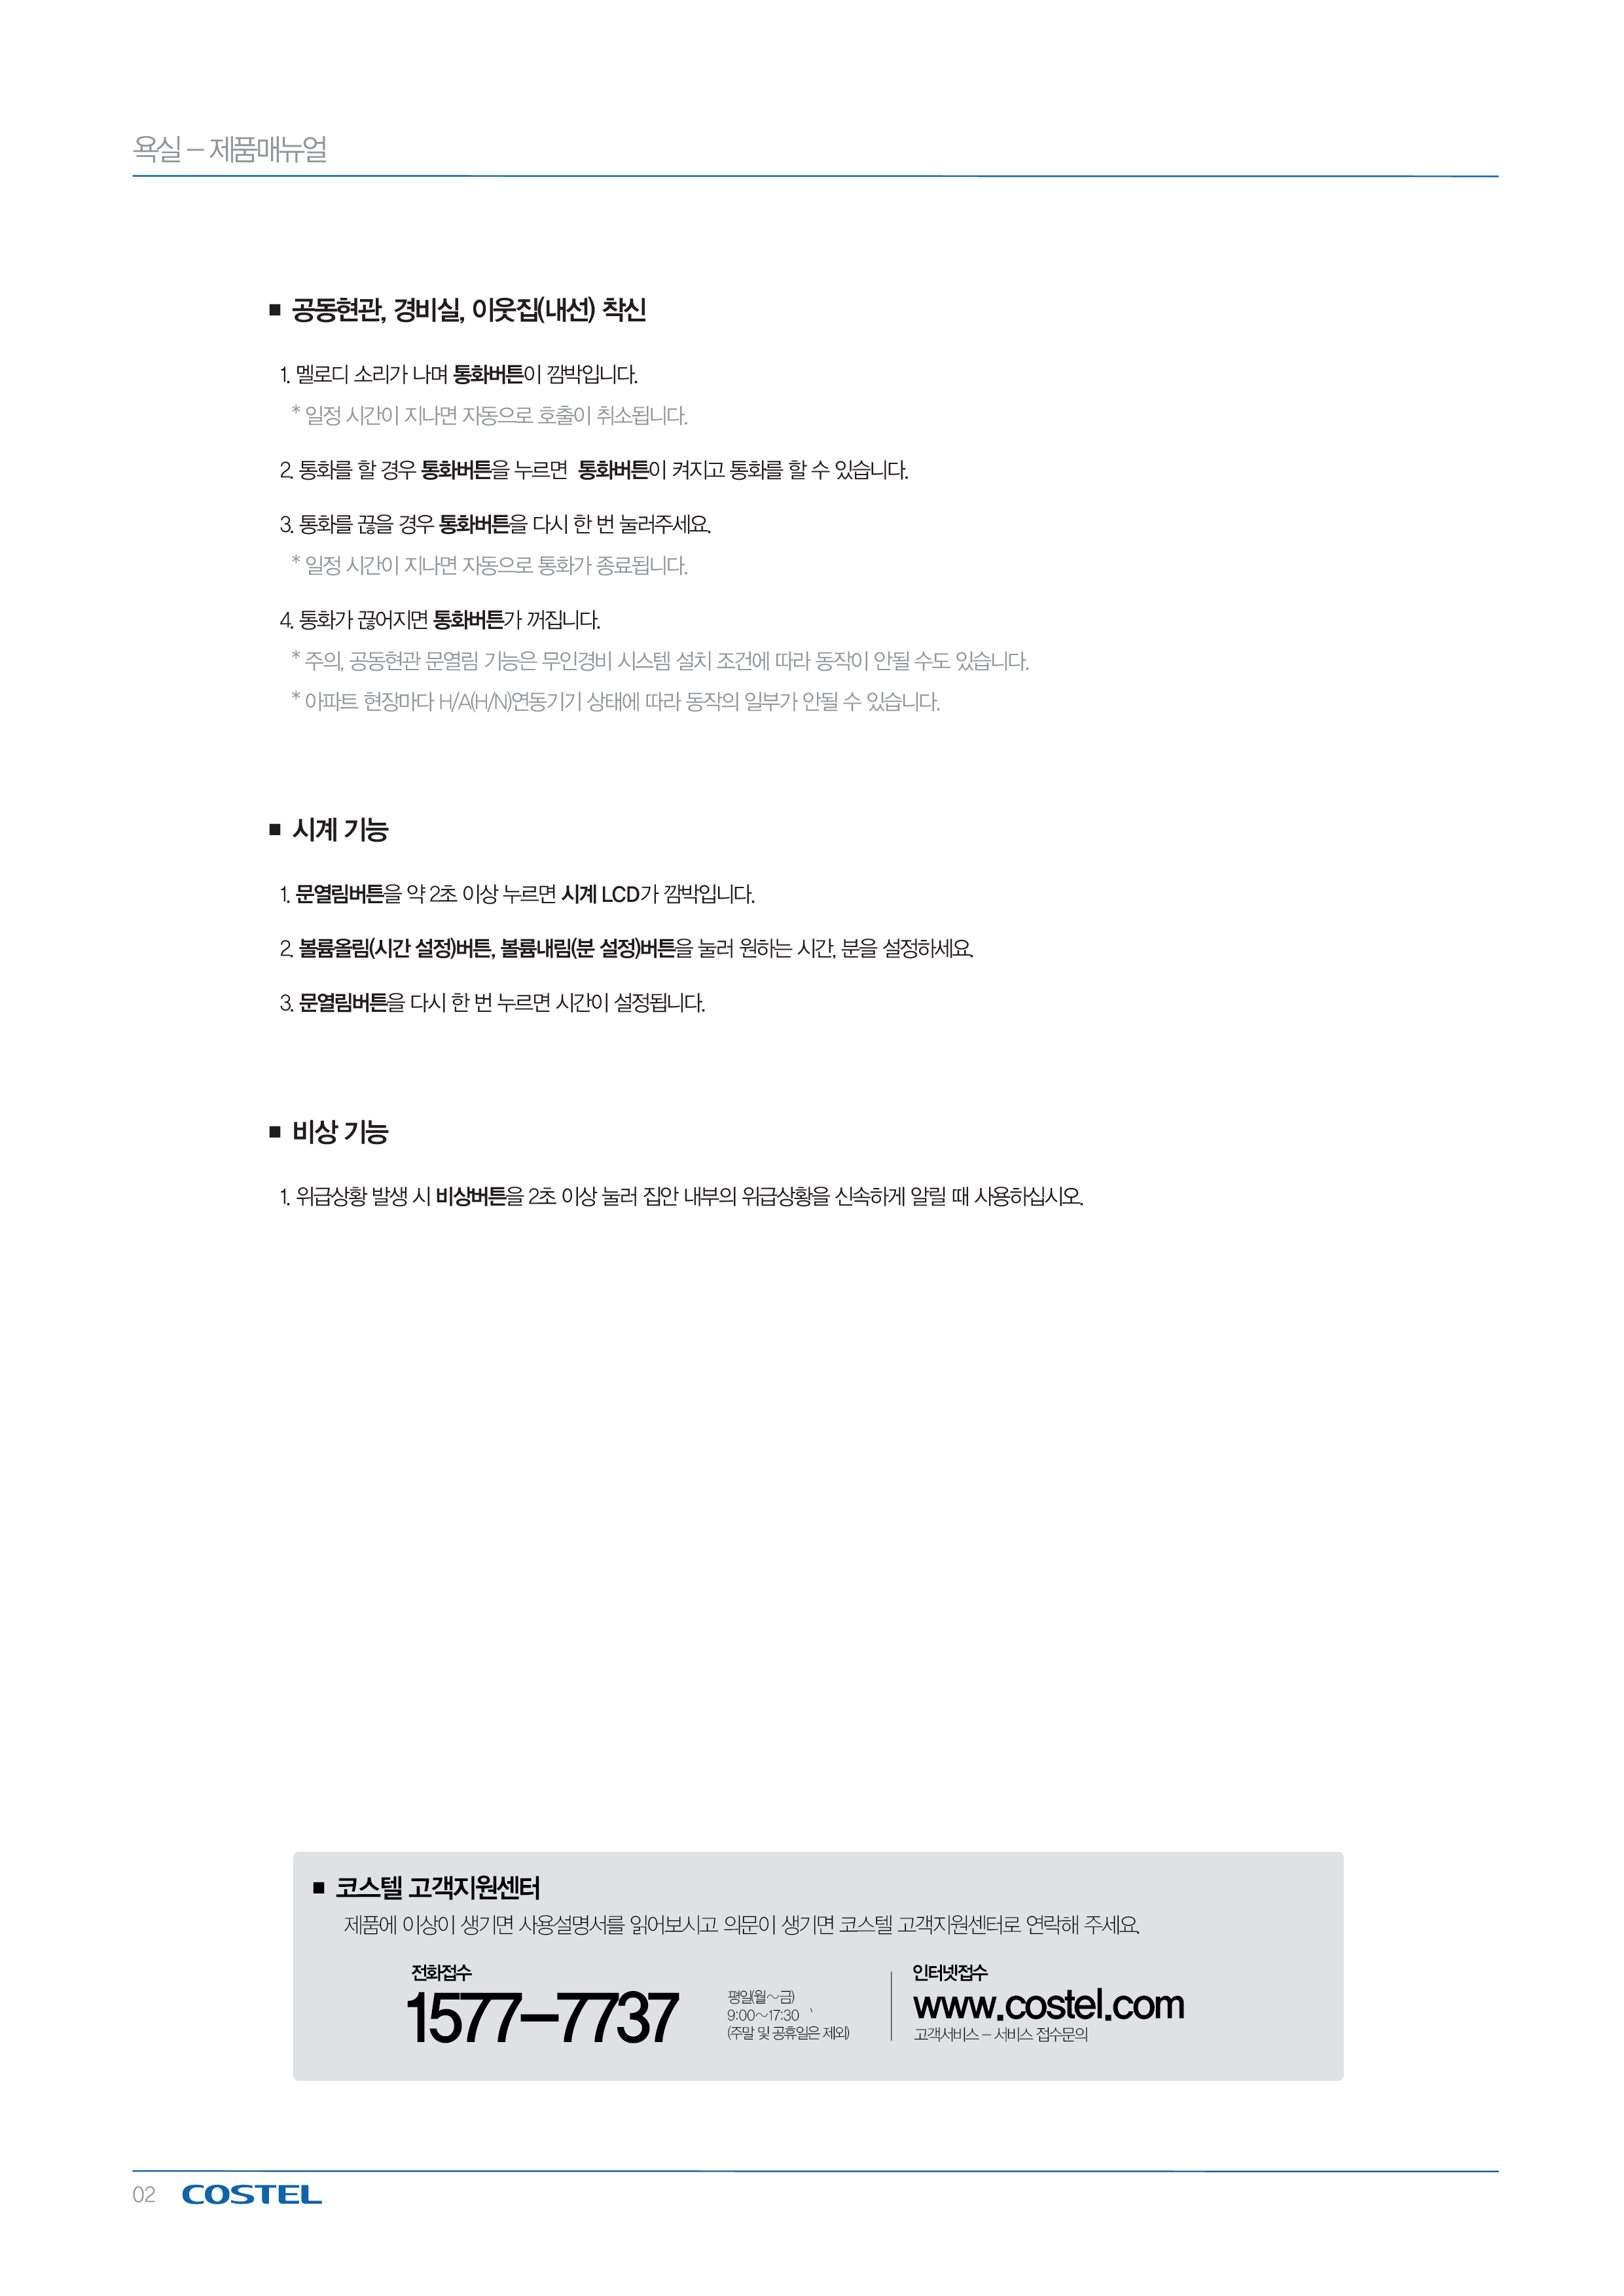 욕실 – 제품매뉴얼
■ 공동현관, 경비실, 이웃집(내선) 착신
1. 멜로디 소리가 나며 통화버튼이 깜박입니다.
* 일정 시간이 지나면 자동으로 호출이 취소됩니다.
2. 통화를 할 경우 통화버튼을 누르면 통화버튼이 켜지고 통화를 할 수 있습니다.
3. 통화를 끊을 경우 통화버튼을 다시 한 번 눌러주세요.
* 일정 시간이 지나면 자동으로 통화가 종료됩니다.
4. 통화가 끊어지면 통화버튼가 꺼집니다.
* 주의, 공동현관 문열림 기능은 무인경비 시스템 설치 조건에 따라 동작이 안될 수도 있습니다.
* 아파트 현장마다 H/A(H/N)연동기기 상태에 따라 동작의 일부가 안될 수 있습니다.
■ 시계 기능
1. 문열림버튼을 약 2초 이상 누르면 시계 LCD가 깜박입니다.
2. 볼륨올림(시간 설정)버튼, 볼륨내림(분 설정)버튼을 눌러 원하는 시간, 분을 설정하세요.
3. 문열림버튼을 다시 한 번 누르면 시간이 설정됩니다.
■ 비상 기능
1. 위급상황 발생 시 비상버튼을 2초 이상 눌러 집안 내부의 위급상황을 신속하게 알릴 때 사용하십시오.
■ 코스텔 고객지원센터
제품에 이상이 생기면 사용설명서를 읽어보시고 의문이 생기면 코스텔 고객지원센터로 연락해 주세요.
전화접수
1577–7737
평일(월~금)
9:00~17:30 `
(주말 및 공휴일은 제외)
인터넷접수
www.costel.com
고객서비스 – 서비스 접수문의
02 COSTEL